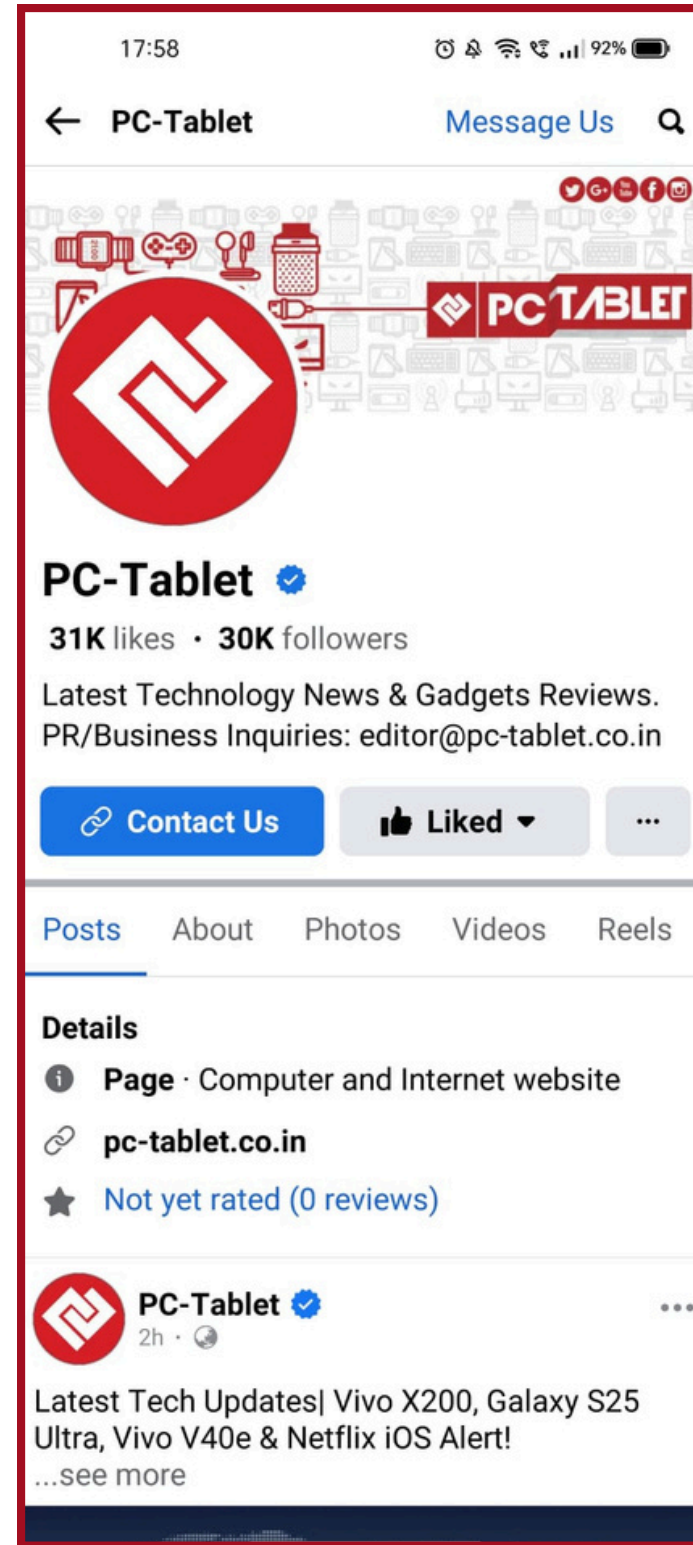 17:58
92%
PC-Tablet Message Us
You Tube
PC TABLET
PC-Tablet
31K likes · 30K followers
Latest Technology News & Gadgets Reviews.
PR/Business Inquiries: editor@pc-tablet.co.in
Contact Us Liked ...
Posts About Photos Videos Reels
Details
Page · Computer and Internet website
pc-tablet.co.in
Not yet rated (0 reviews)
PC-Tablet
2h ·
Latest Tech Updates| Vivo X200, Galaxy S25
Ultra, Vivo V40e & Netflix iOS Alert!
...see more